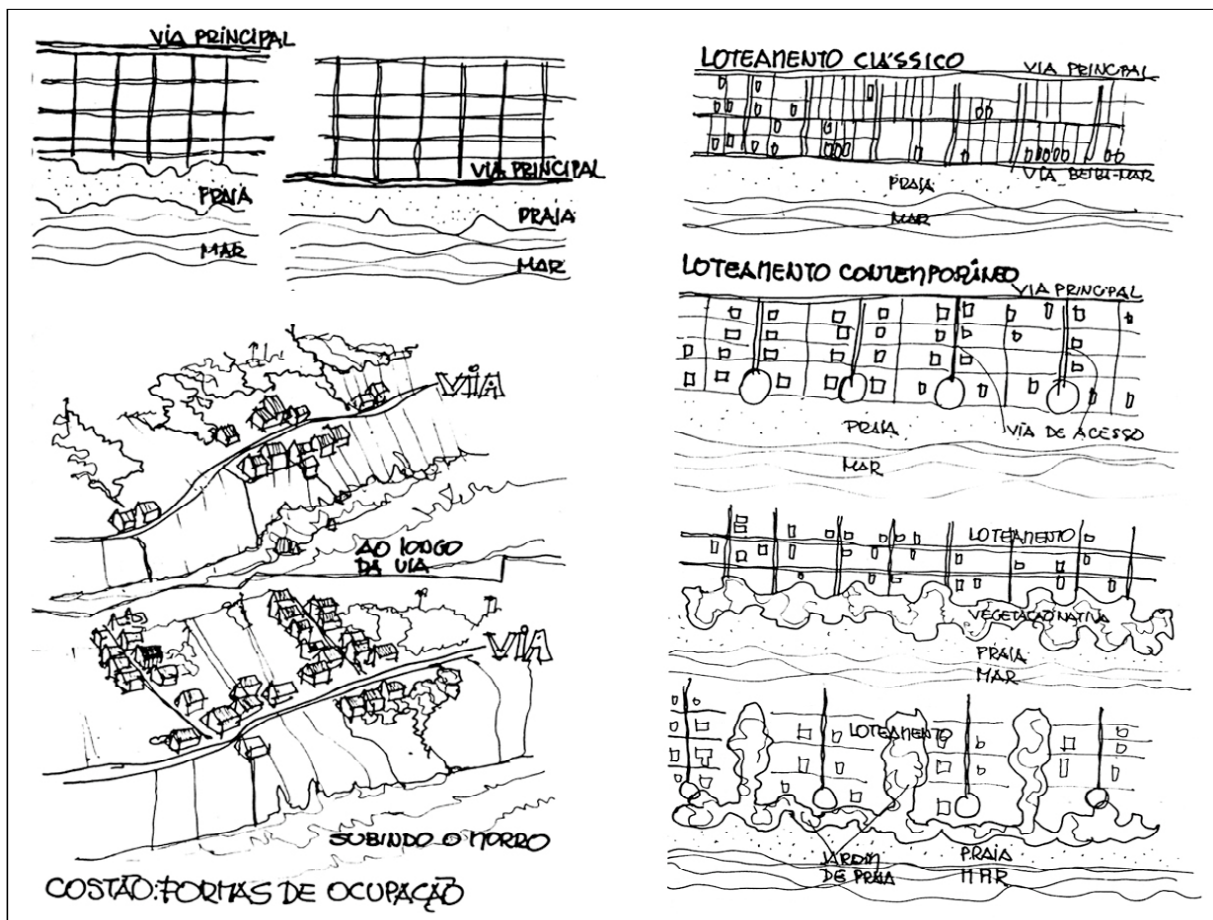 VIA PRINCIPAL
PRAIA
MAR
VIA PRINCIPAL
PRAIA
MAR
VIA
AO LONGO
DA VIA
VIA
SUBINDO O MORRO
COSTÃO: FORMAS DE OCUPAÇÃO
LOTEAMENTO CLÁSSICO
VIA PRINCIPAL
VIA BEIRA-MAR
PRAIA
MAR
LOTEAMENTO CONTEMPORÂNEO
VIA PRINCIPAL
PRAIA
VIA DE ACESSO
MAR
LOTEAMENTO
VEGETAÇÃO NATIVA
PRAIA
MAR
LOTEAMENTO
JARDIM
DE PRAIA
PRAIA
MAR